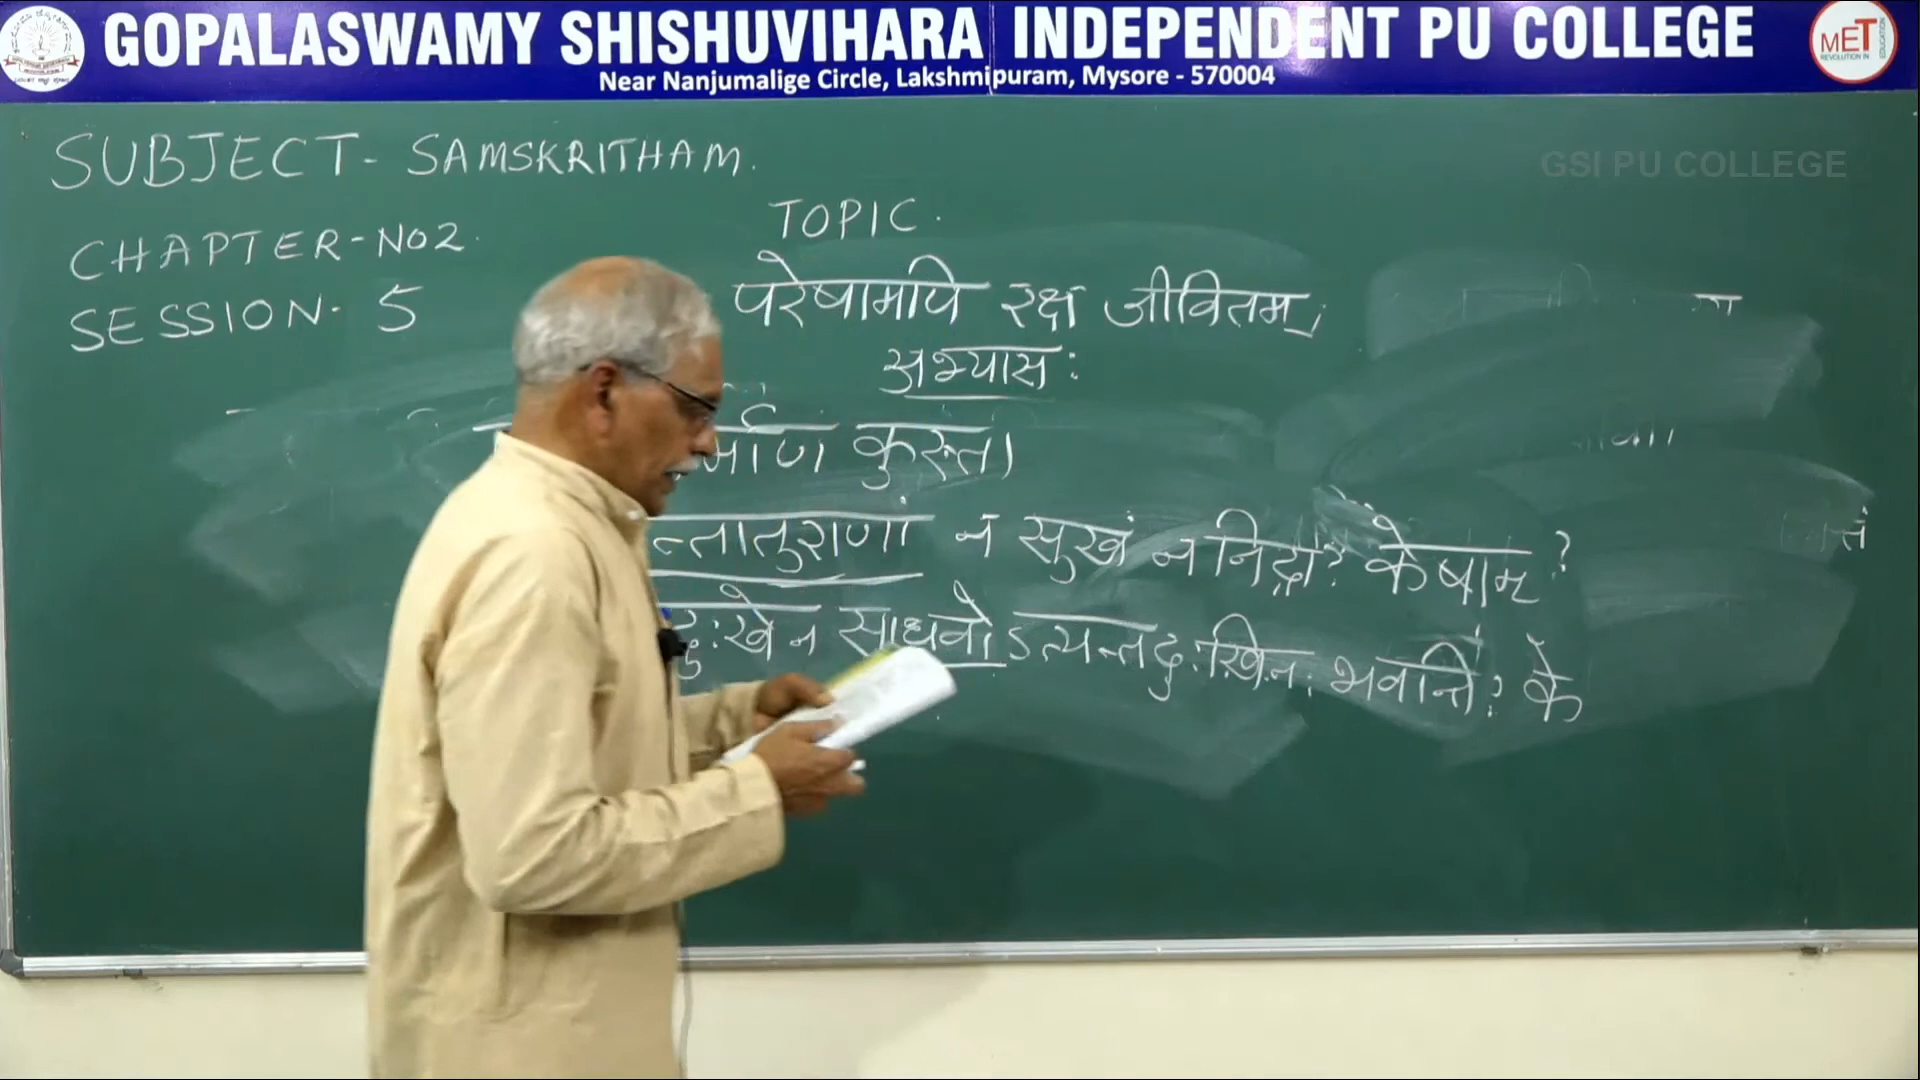 GOPALASWAMY SHISHUVIHARA INDEPENDENT PU COLLEGE
Near Nanjumalige Circle, Lakshmipuram, Mysore - 570004
MET
GSI PU COLLEGE
SUBJECT- SAMSKRITHAM.
CHAPTER-NO2.
SESSION- 5
TOPIC.
परेषामपि रक्ष जीवितम्।
अभ्यासः
र्माण कुरुत।
न्तातुराणां न सुखं न निद्रा? केषाम्?
दुःखेन साधवोऽत्यन्तदुःखिनः भवन्ति? के